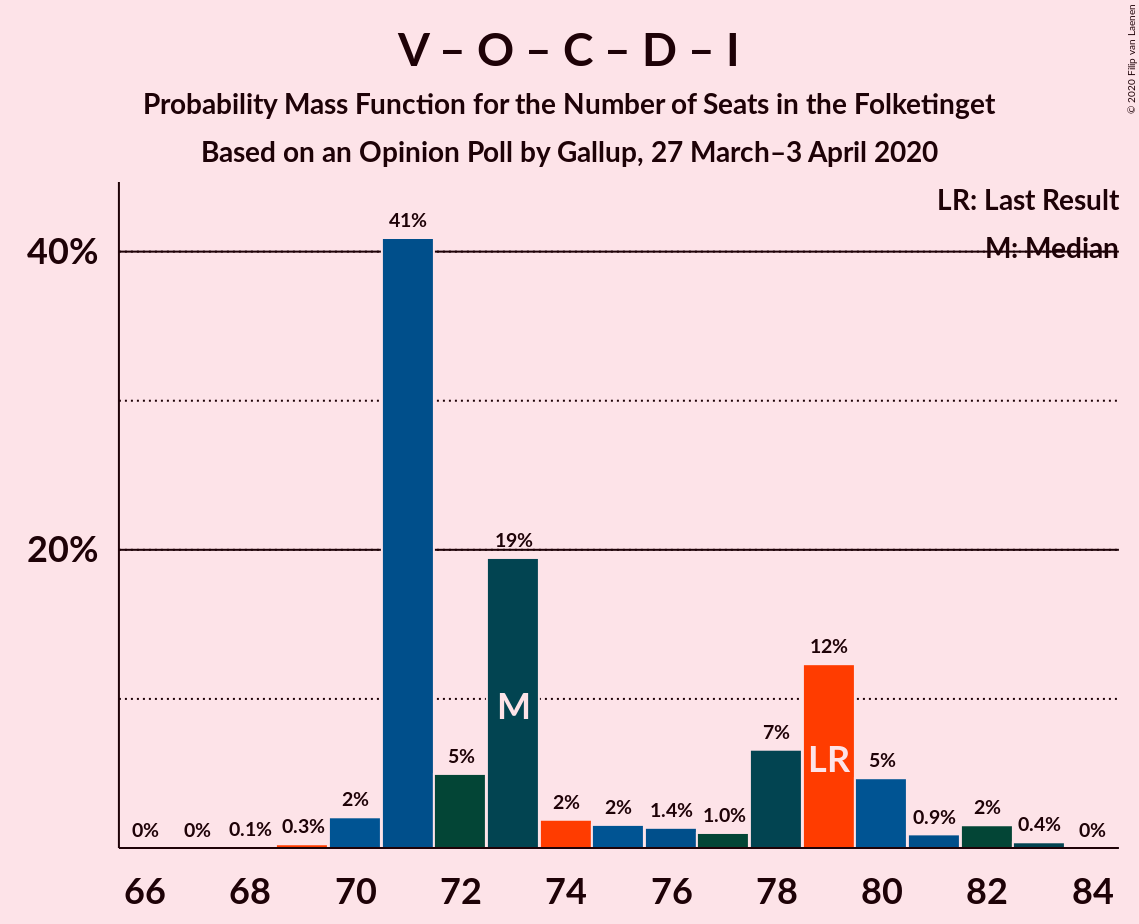 V – O – C – D – I
Probability Mass Function for the Number of Seats in the Folketinget
Based on an Opinion Poll by Gallup, 27 March–3 April 2020
© 2020 Filip van Laenen
LR: Last Result
M: Median
40%
20%
0% 0% 0.1% 0.3% 2% 41% 5% 19% 2% 2% 1.4% 1.0% 7% 12% 5% 0.9% 2% 0.4% 0%
M
LR
66 68 70 72 74 76 78 80 82 84